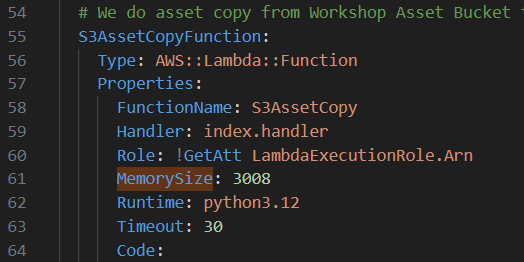 54 # We do asset copy from Workshop Asset Bucket
55 S3AssetCopyFunction:
56 Type: AWS::Lambda::Function
57 Properties:
58 FunctionName: S3AssetCopy
59 Handler: index.handler
60 Role: !GetAtt LambdaExecutionRole.Arn
61 MemorySize: 3008
62 Runtime: python3.12
63 Timeout: 30
64 Code: